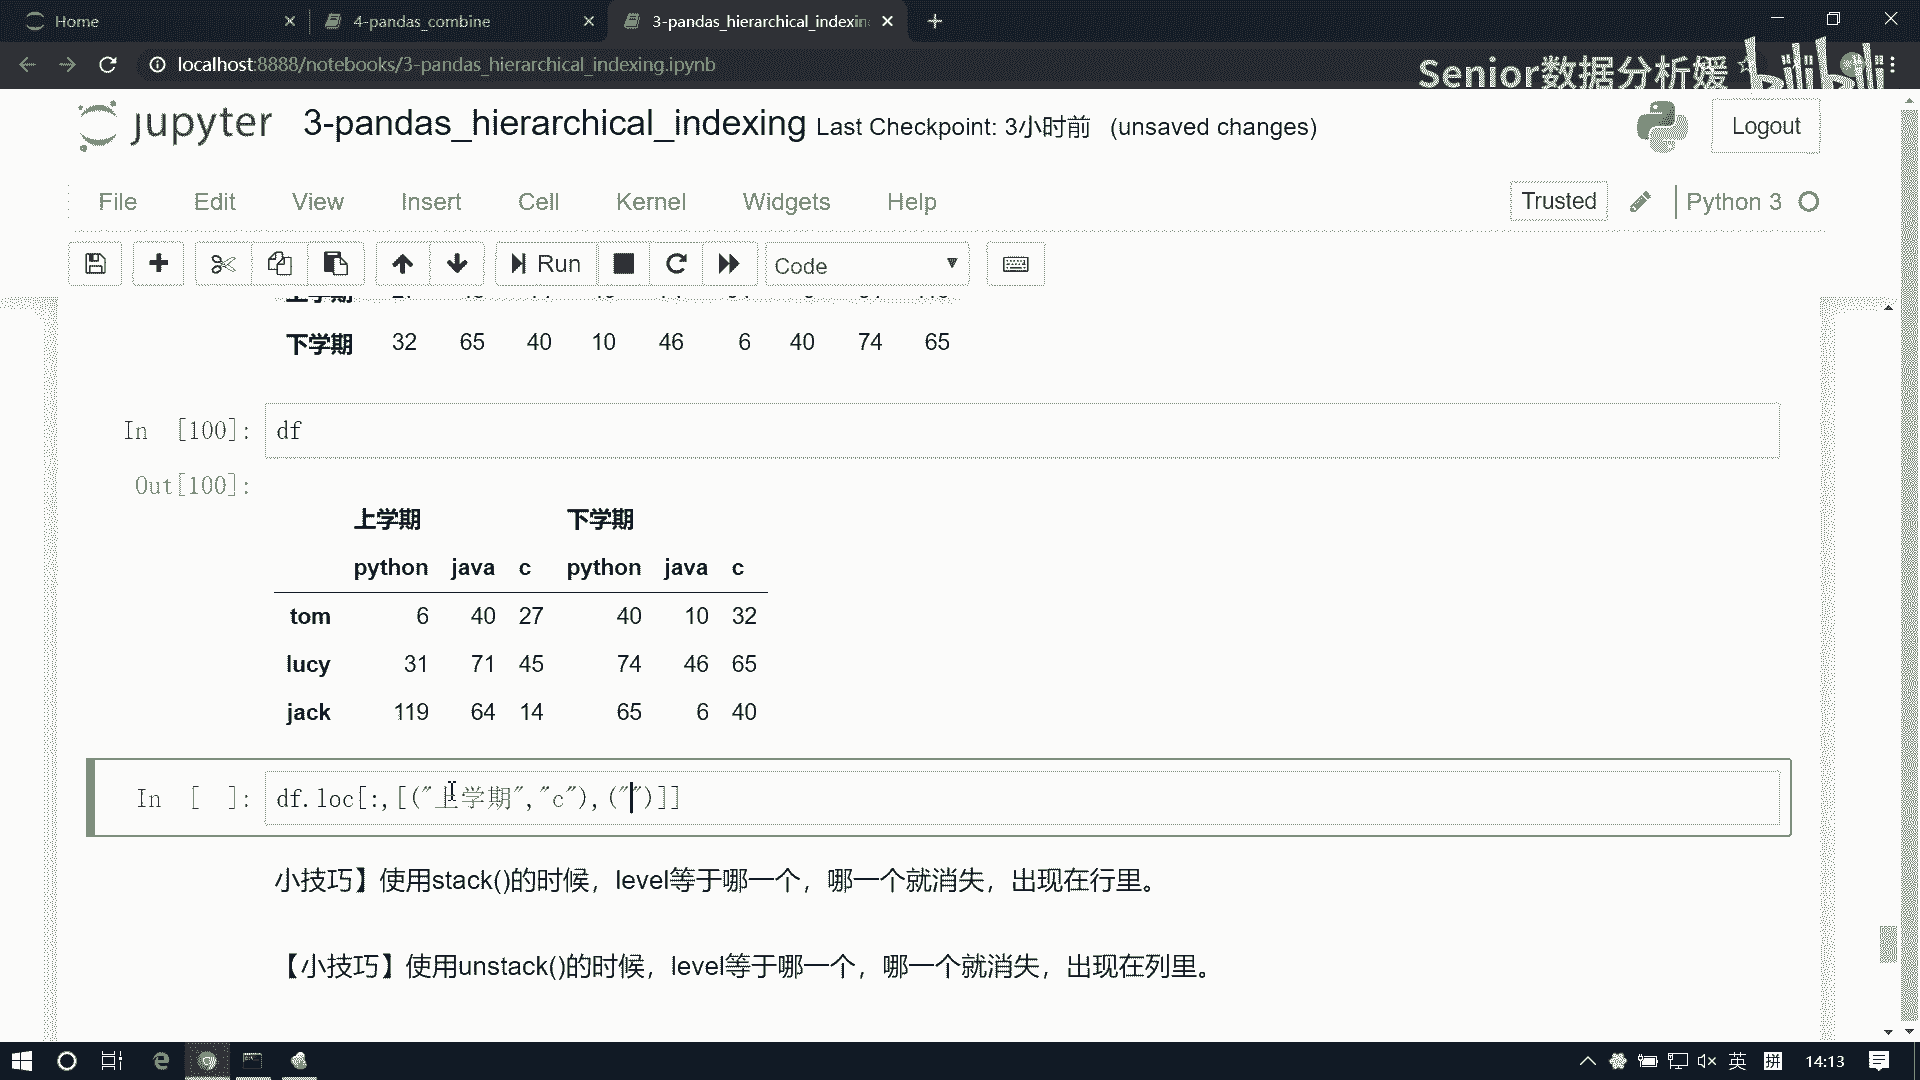 Home
4-pandas_combine
3-pandas_hierarchical_indexin
localhost:8888/notebooks/3-pandas_hierarchical_indexing.ipynb
Senior数据分析媛
bilibili
jupyter 3-pandas_hierarchical_indexing Last Checkpoint: 3小时前 (unsaved changes)
Logout
File Edit View Insert Cell Kernel Widgets Help
Trusted
Python 3
Run
Code
上学期
下学期 32 65 40 10 46 6 40 74 65
In [100]: df
Out[100]:
上学期 下学期
python java c python java c
tom 6 40 27 40 10 32
lucy 31 71 45 74 46 65
jack 119 64 14 65 6 40
In [ ]: df.loc[:,[("上学期","c"),("")]]
小技巧】使用stack()的时候，level等于哪一个，哪一个就消失，出现在行里。
【小技巧】使用unstack()的时候，level等于哪一个，哪一个就消失，出现在列里。
英
拼
14:13